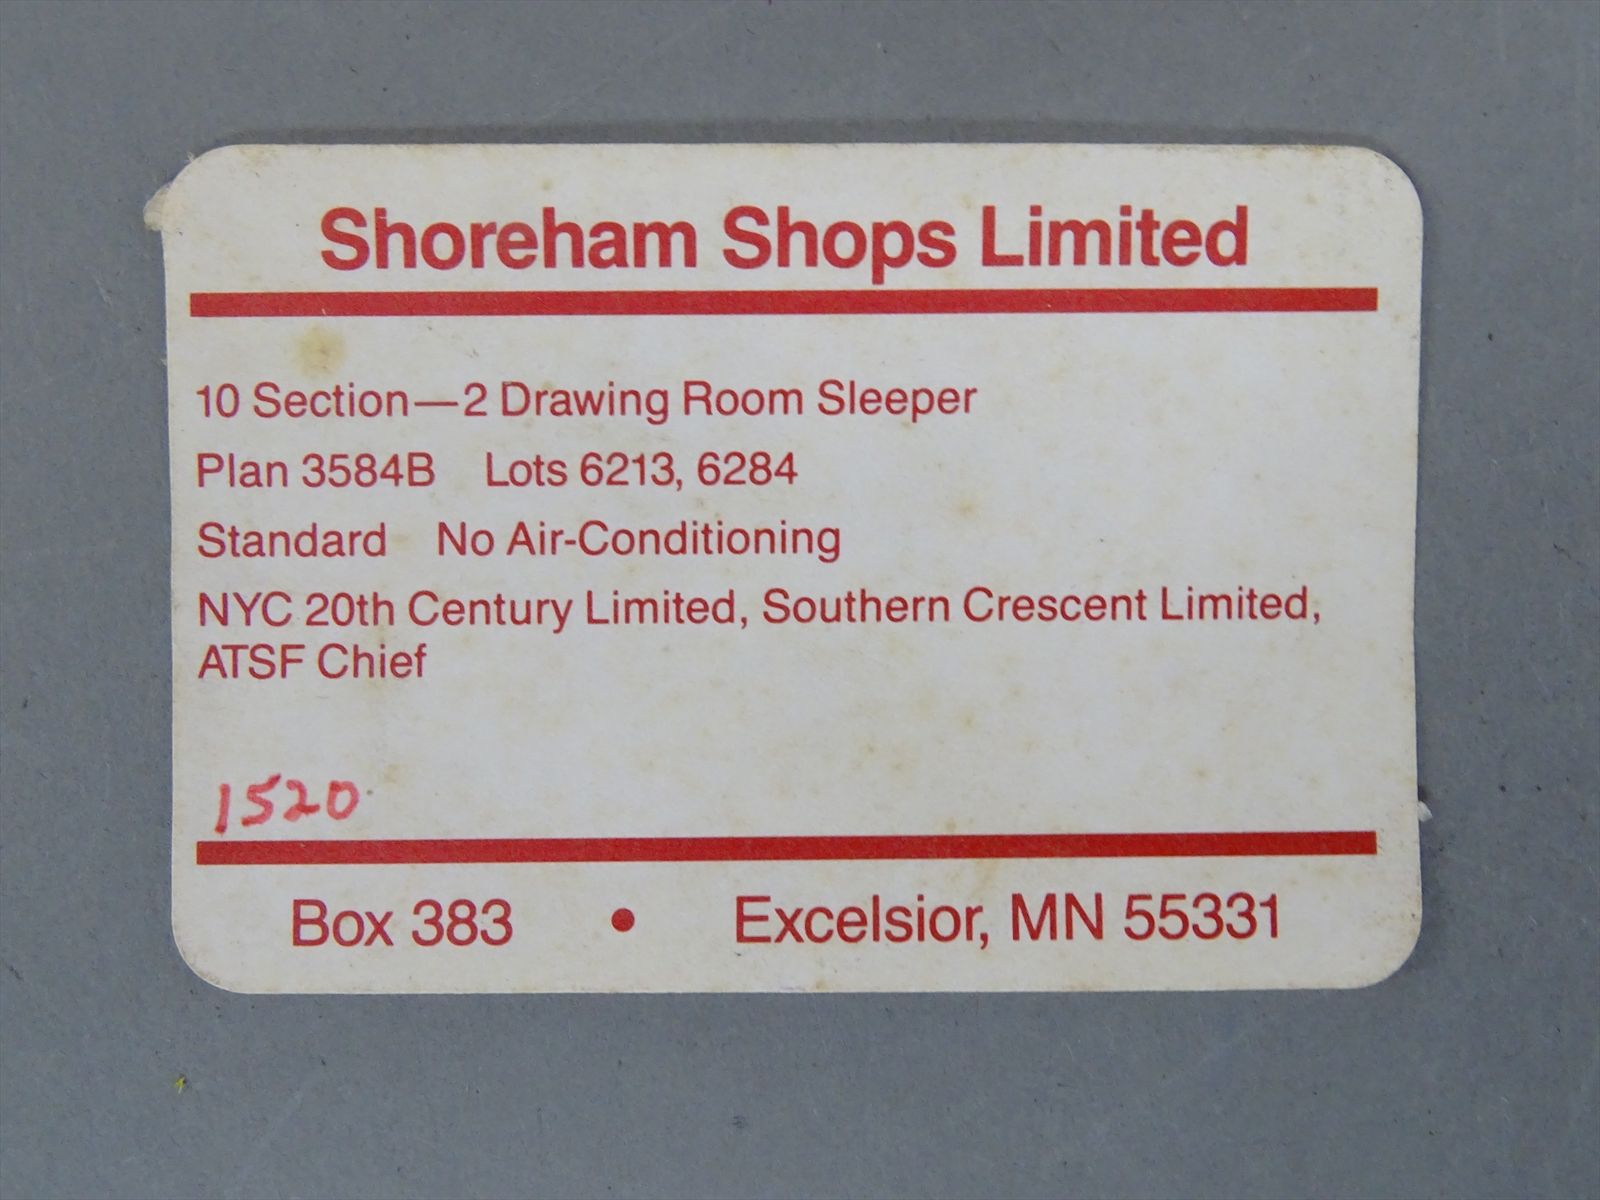 Shoreham Shops Limited
10 Section—2 Drawing Room Sleeper
Plan 3584B Lots 6213, 6284
Standard No Air-Conditioning
NYC 20th Century Limited, Southern Crescent Limited,
ATSF Chief
1520
Box 383 • Excelsior, MN 55331